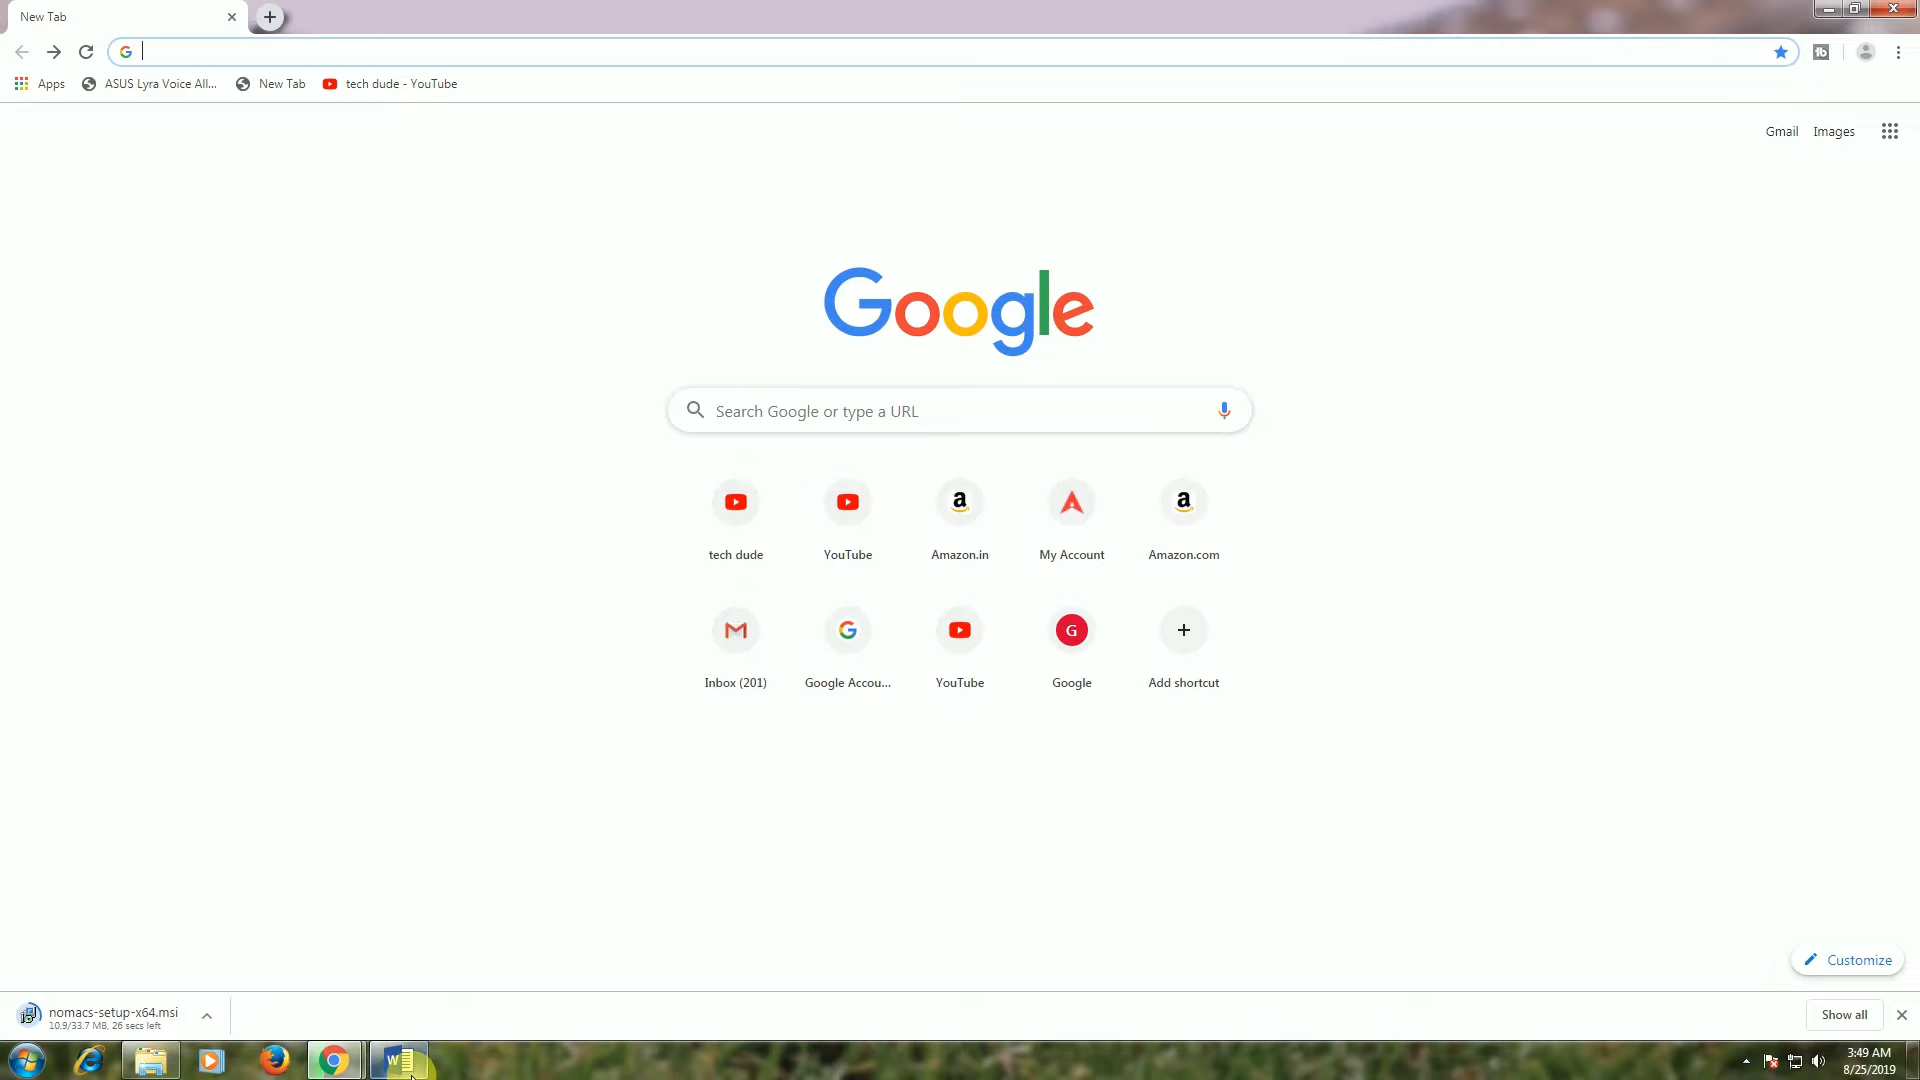 New Tab
Apps
ASUS Lyra Voice All...
New Tab
tech dude - YouTube
Gmail
Images
Google
Search Google or type a URL
tech dude
YouTube
Amazon.in
My Account
Amazon.com
Inbox (201)
Google Accou...
YouTube
G
Google
Add shortcut
Customize
nomacs-setup-x64.msi
10.9/33.7 MB, 26 secs left
Show all
3:49 AM
8/25/2019